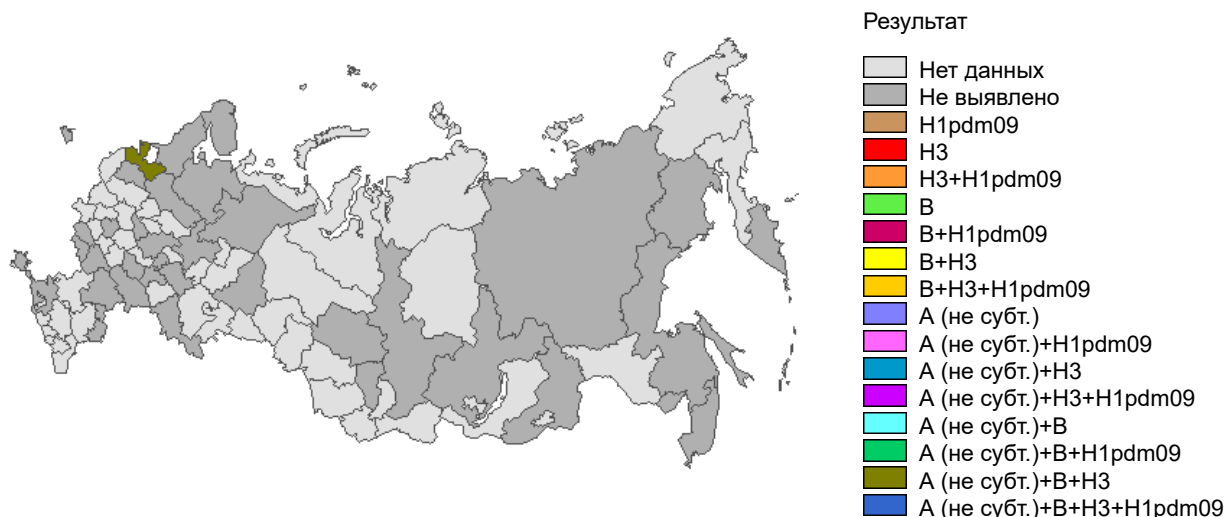 Результат
Нет данных
Не выявлено
H1pdm09
H3
H3+H1pdm09
B
B+H1pdm09
B+H3
B+H3+H1pdm09
А (не субт.)
А (не субт.)+H1pdm09
А (не субт.)+H3
А (не субт.)+H3+H1pdm09
А (не субт.)+B
А (не субт.)+B+H1pdm09
А (не субт.)+B+H3
А (не субт.)+B+H3+H1pdm09